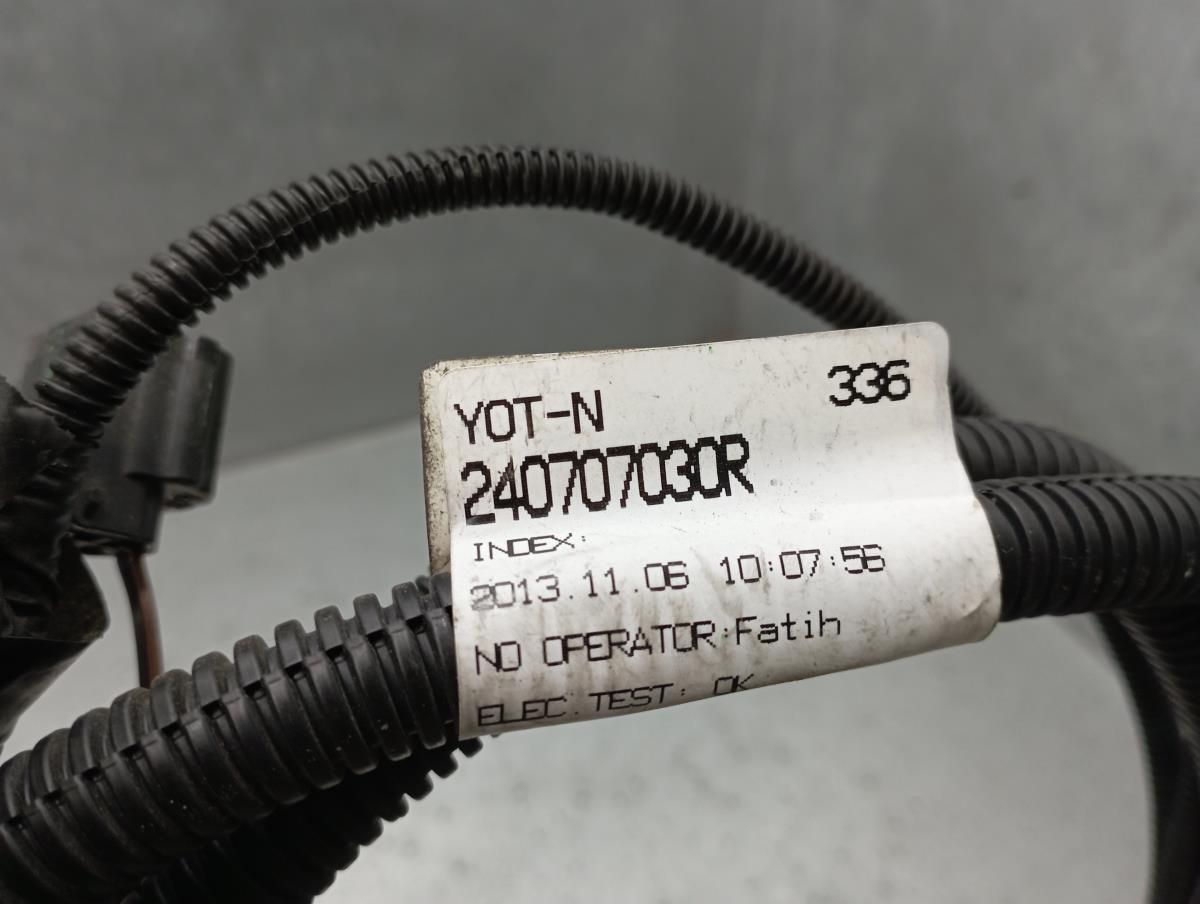 YOT-N 336
240707030R
INDEX:
2013.11.06 10:07:56
NO OPERATOR:Fatih
ELEC.TEST: OK